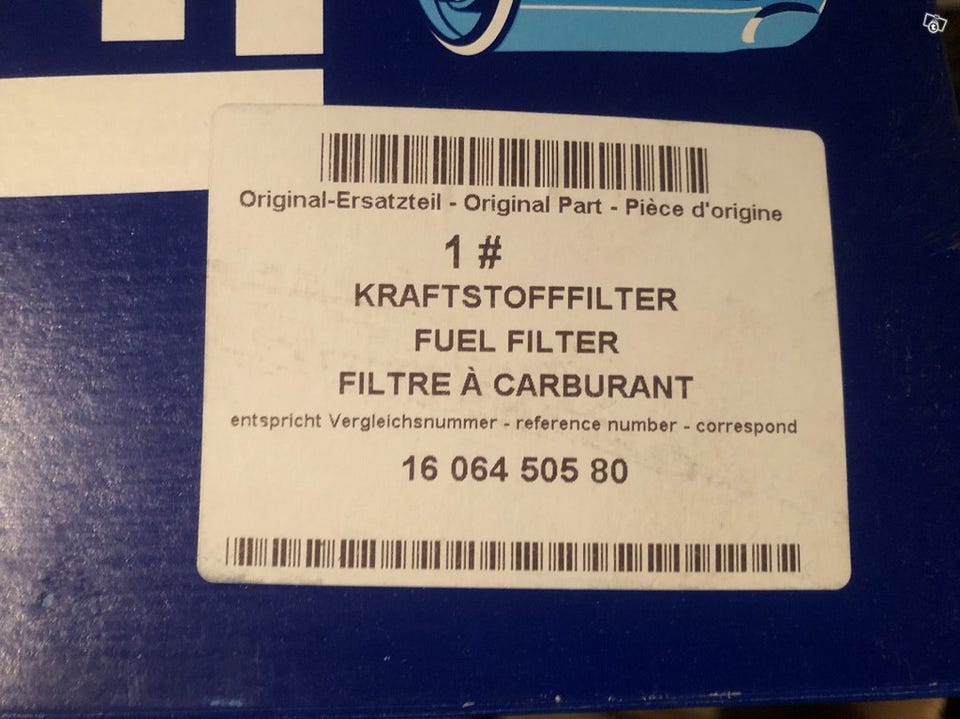 Original-Ersatzteil - Original Part - Pièce d'origine
1 #
KRAFTSTOFFFILTER
FUEL FILTER
FILTRE À CARBURANT
entspricht Vergleichsnummer - reference number - correspond
16 064 505 80